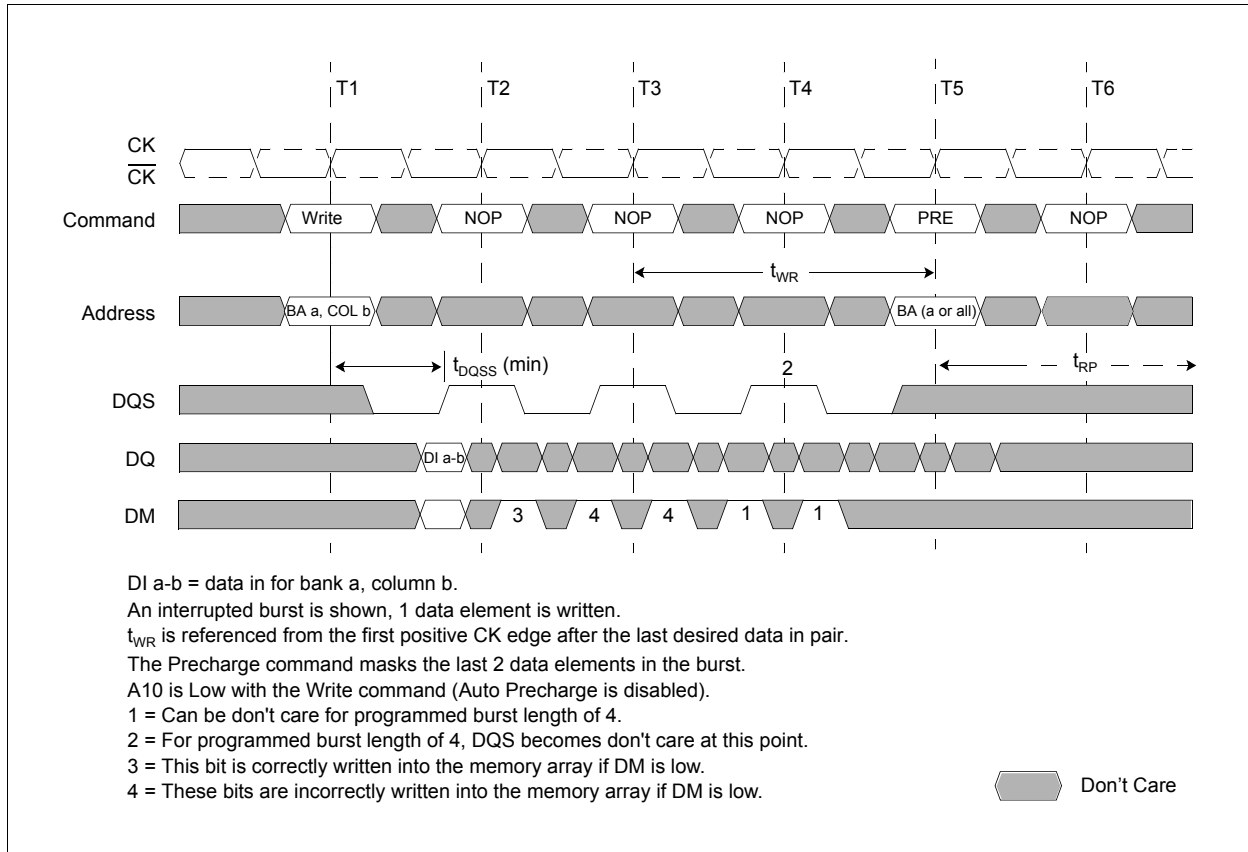 T1 T2 T3 T4 T5 T6
CK
CK
Command Write NOP NOP NOP PRE NOP
tWR
Address BA a, COL b BA (a or all)
tDQSS (min) 2 tRP
DQS
DQ DI a-b
DM 3 4 4 1 1
DI a-b = data in for bank a, column b.
An interrupted burst is shown, 1 data element is written.
tWR is referenced from the first positive CK edge after the last desired data in pair.
The Precharge command masks the last 2 data elements in the burst.
A10 is Low with the Write command (Auto Precharge is disabled).
1 = Can be don't care for programmed burst length of 4.
2 = For programmed burst length of 4, DQS becomes don't care at this point.
3 = This bit is correctly written into the memory array if DM is low.
4 = These bits are incorrectly written into the memory array if DM is low.
Don't Care